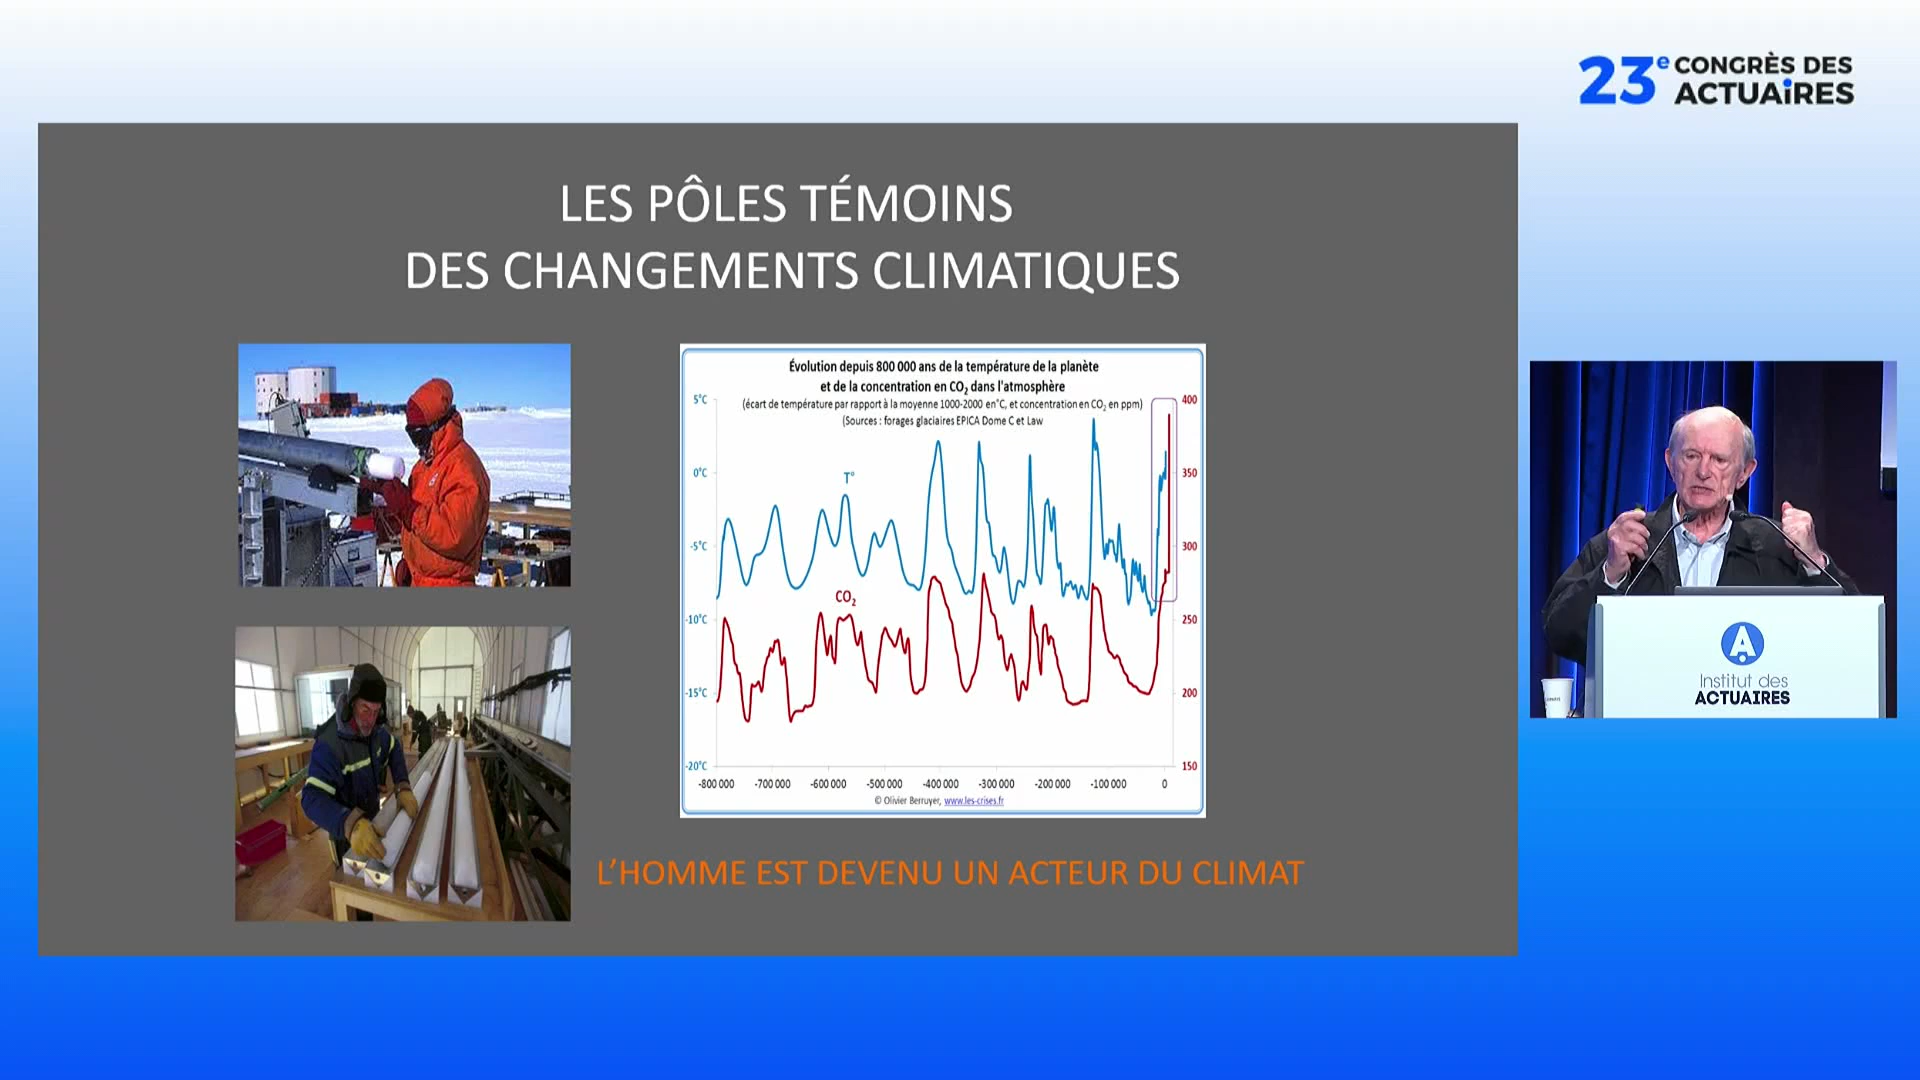 23e CONGRÈS DES
ACTUAiRES
LES PÔLES TÉMOINS
DES CHANGEMENTS CLIMATIQUES
Évolution depuis 800 000 ans de la température de la planète
et de la concentration en CO2 dans l'atmosphère
(écart de température par rapport à la moyenne 1000-2000 en°C, et concentration en CO2 en ppm)
(Sources : forages glaciaires EPICA Dome C et Law
5°C
0°C
-5°C
-10°C
-15°C
-20°C
T°
CO2
400
350
300
250
200
150
-800 000 -700 000 -600 000 -500 000 -400 000 -300 000 -200 000 -100 000 0
© Olivier Berruyer, www.les-crises.fr
L'HOMME EST DEVENU UN ACTEUR DU CLIMAT
Institut des
ACTUAIRES